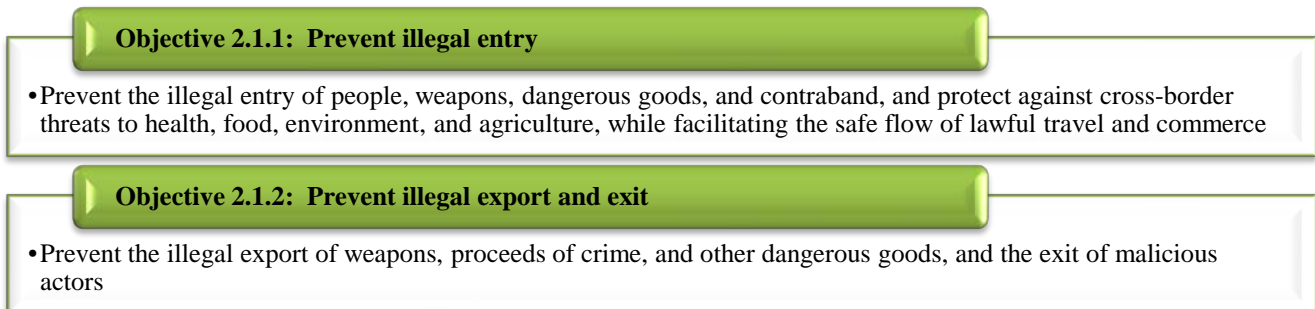 Objective 2.1.1: Prevent illegal entry
•Prevent the illegal entry of people, weapons, dangerous goods, and contraband, and protect against cross-border
threats to health, food, environment, and agriculture, while facilitating the safe flow of lawful travel and commerce
Objective 2.1.2: Prevent illegal export and exit
•Prevent the illegal export of weapons, proceeds of crime, and other dangerous goods, and the exit of malicious
actors